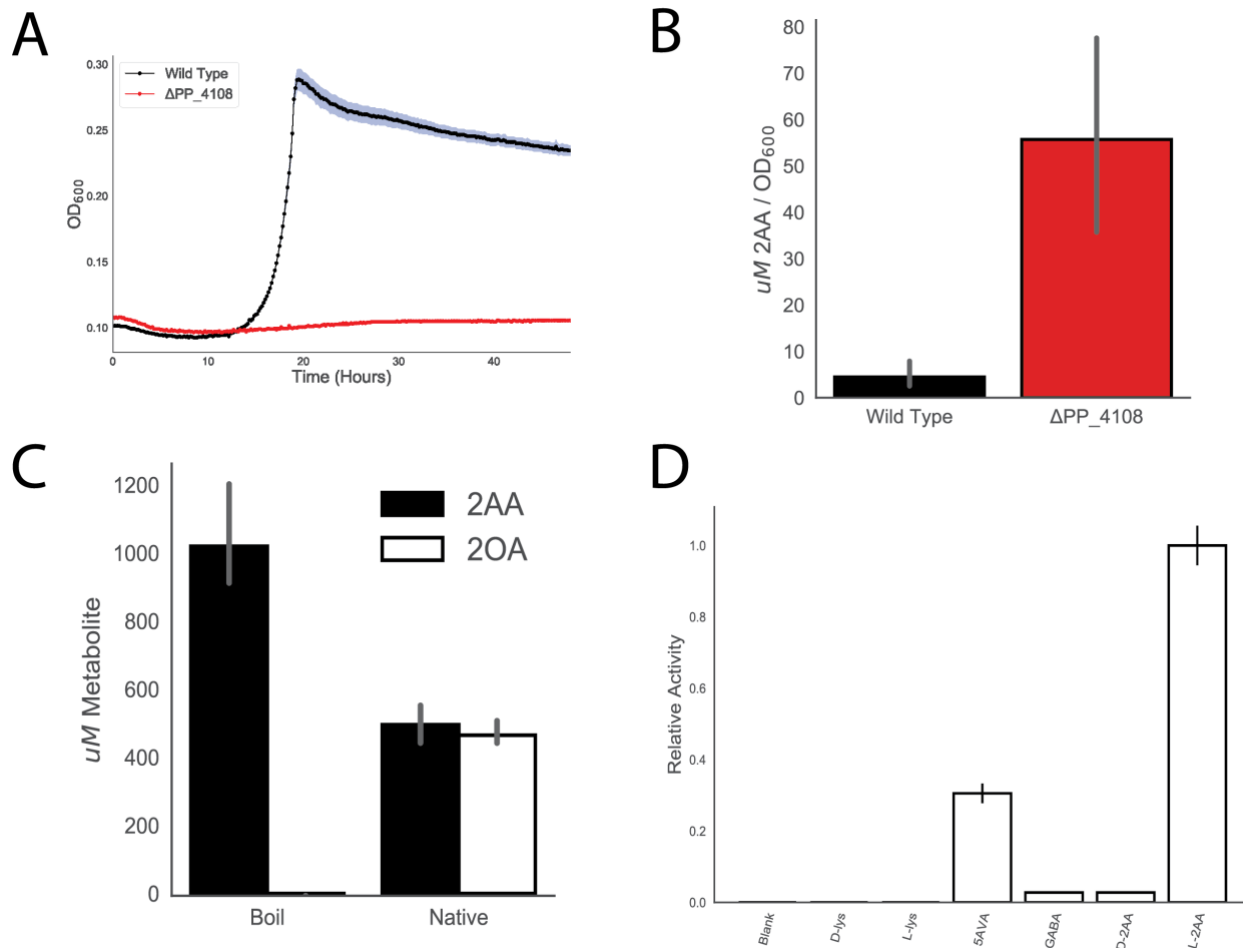 A
0.30
0.25
0.20
0.15
0.10
OD600
0
10
20
30
40
Time (Hours)
Wild Type
ΔPP_4108
B
80
70
60
50
40
30
20
10
0
uM 2AA / OD600
Wild Type
ΔPP_4108
C
1200
1000
800
600
400
200
0
uM Metabolite
2AA
2OA
Boil
Native
D
1.0
0.8
0.6
0.4
0.2
0.0
Relative Activity
Blank
D-lys
L-lys
5AVA
GABA
D-2AA
L-2AA